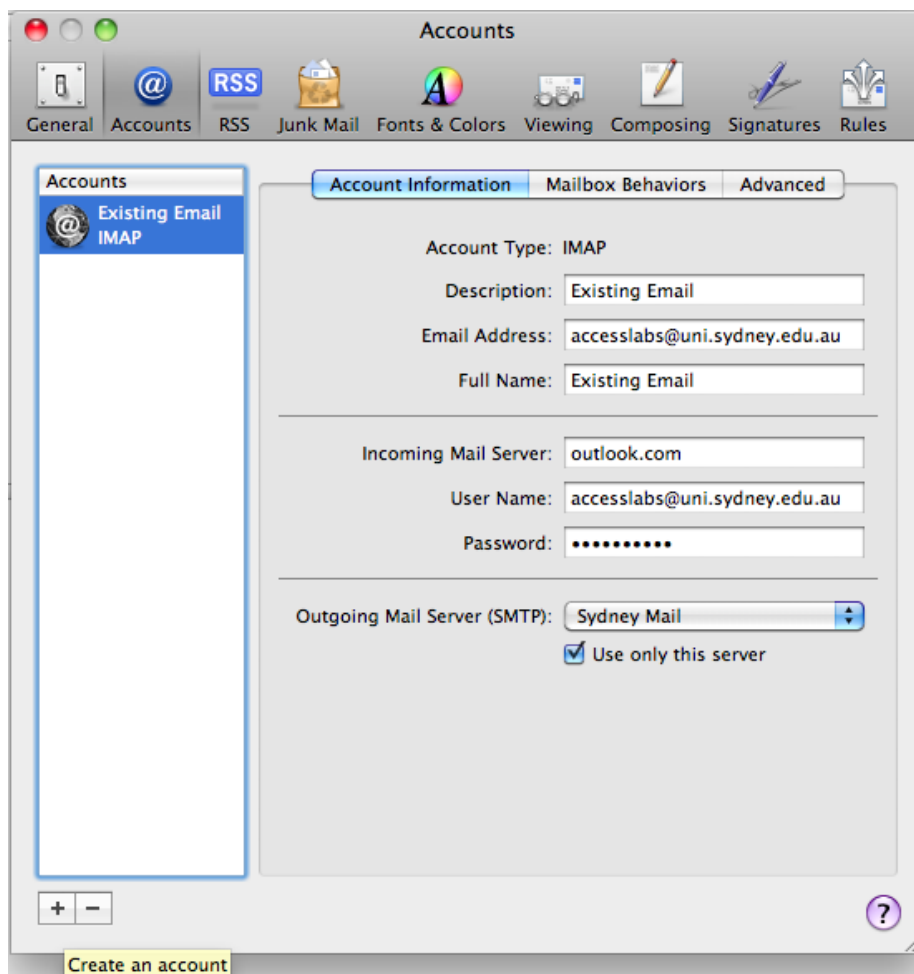 Accounts
RSS
General Accounts RSS Junk Mail Fonts & Colors Viewing Composing Signatures Rules
Accounts
Existing Email
IMAP
Account Information Mailbox Behaviors Advanced
Account Type: IMAP
Description: Existing Email
Email Address: accesslabs@uni.sydney.edu.au
Full Name: Existing Email
Incoming Mail Server: outlook.com
User Name: accesslabs@uni.sydney.edu.au
Password: ••••••••••
Outgoing Mail Server (SMTP): Sydney Mail
Use only this server
+ −
?
Create an account